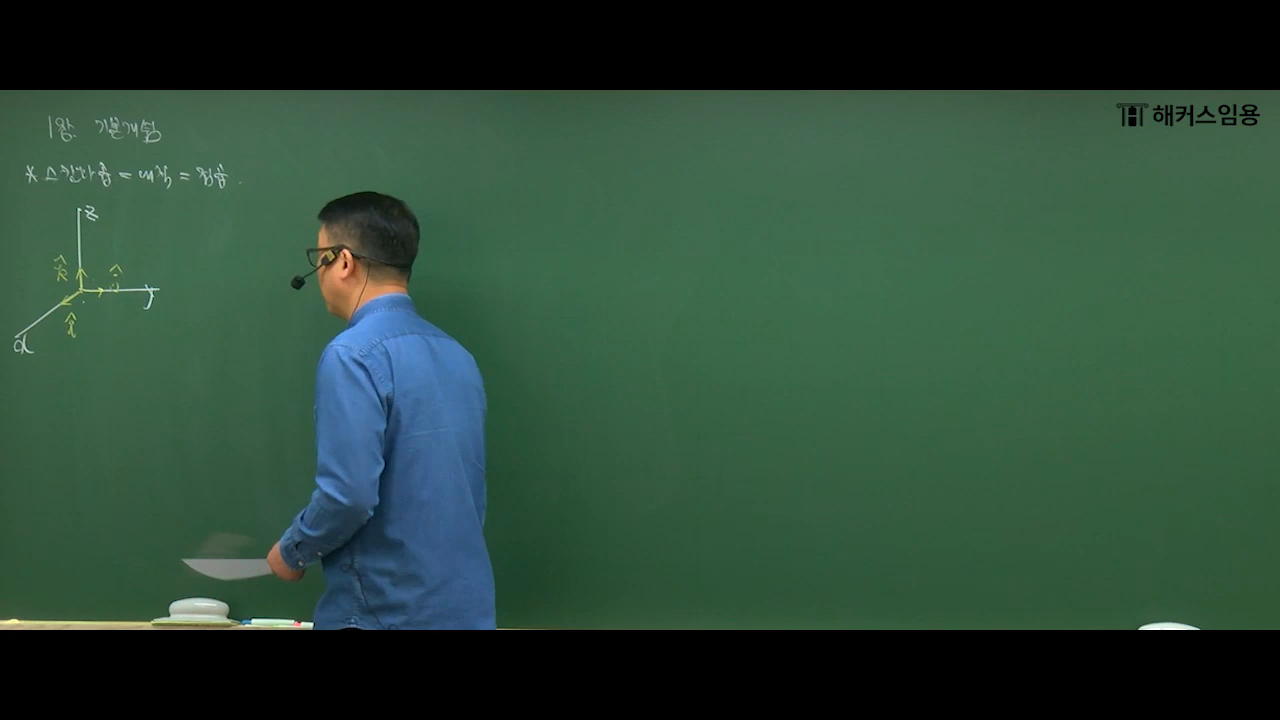 해커스임용
1장. 기본개념
* 스칼라곱 = 내적 = 점곱.
z
k̂
ĵ
y
î
x